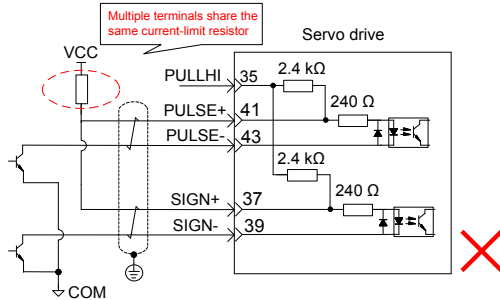 Multiple terminals share the
same current-limit resistor
Servo drive
VCC
PULLHI
35
2.4 kΩ
PULSE+
41
240 Ω
PULSE-
43
2.4 kΩ
240 Ω
SIGN+
37
SIGN-
39
COM